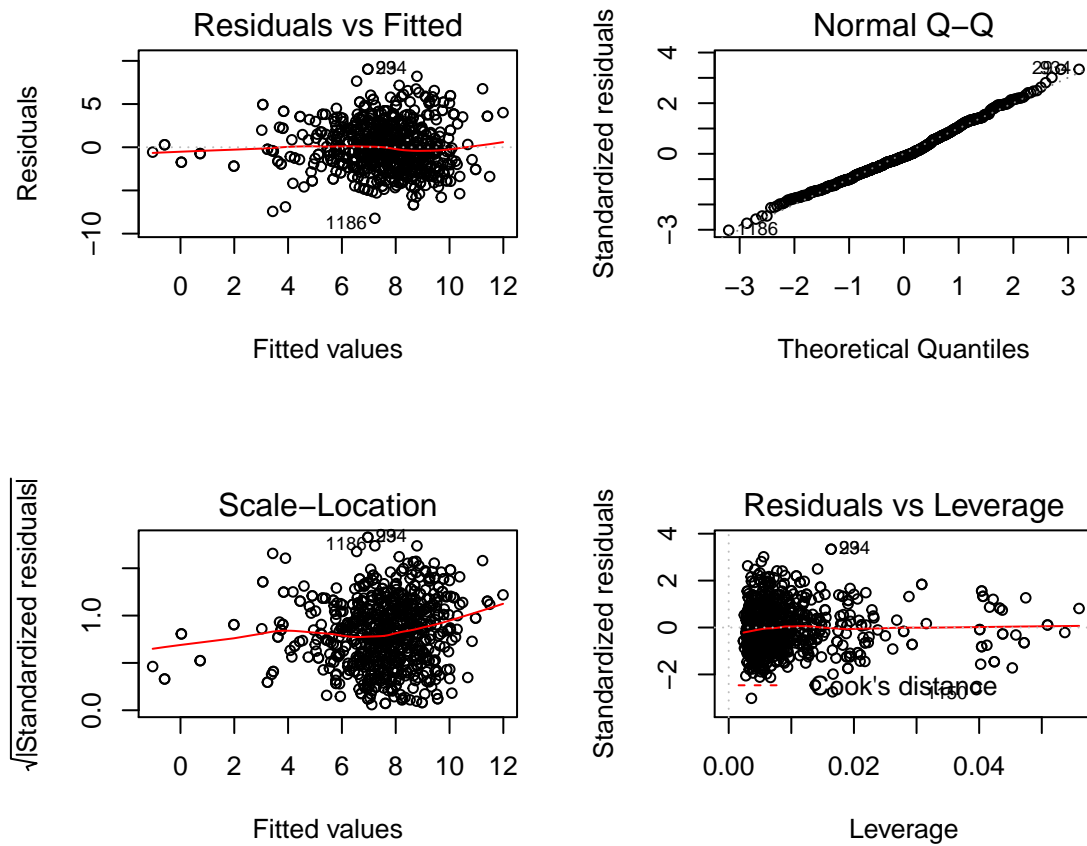 Residuals vs Fitted
Residuals
5
0
−10
0 2 4 6 8 10 12
Fitted values
934
1186
Normal Q−Q
Standardized residuals
4
2
0
−3
−3 −2 −1 0 1 2 3
Theoretical Quantiles
1186
Scale−Location
√|Standardized residuals|
1.0
0.0
0 2 4 6 8 10 12
Fitted values
1186
Residuals vs Leverage
Standardized residuals
4
2
0
−2
0.00 0.02 0.04
Leverage
Cook's distance
1150